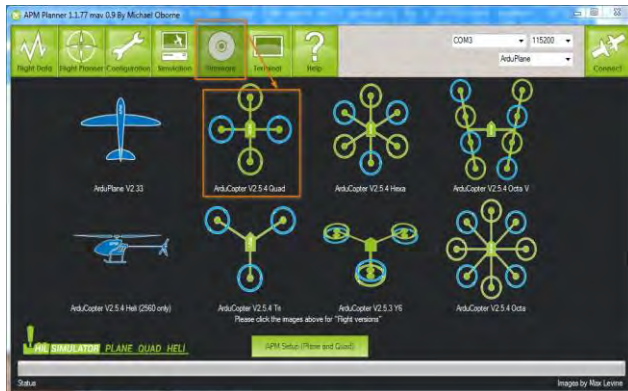 APM Planner 1.1.77 mav 0.9 By Michael Oborne
COM3 115200
ArduPlane
Flight Data Flight Planner Configuration Simulation Firmware Terminal Help Connect
ArduPlane V2.33 ArduCopter V2.5.4 Quad ArduCopter V2.5.4 Hexa ArduCopter V2.5.4 Octa V
ArduCopter V2.5.4 Heli (2560 only) ArduCopter V2.5.4 Tri ArduCopter V2.5.3 Y6 ArduCopter V2.5.4 Octa
Please click the images above for "Flight versions"
HIL SIMULATOR PLANE QUAD HELI
APM Setup (Plane and Quad)
Status Images by Max Levine